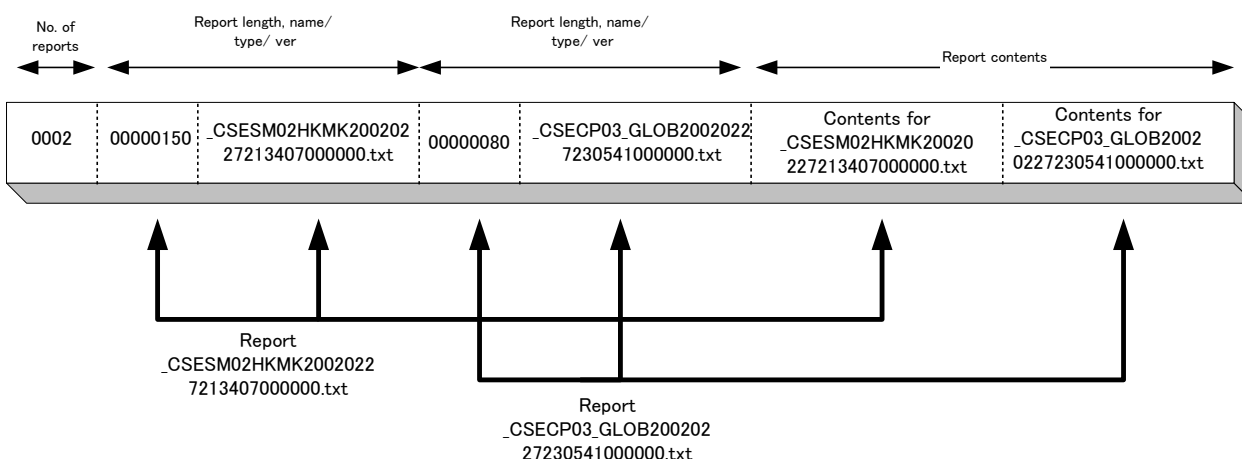 No. of
reports
Report length, name/
type/ ver
Report length, name/
type/ ver
Report contents
0002
00000150
_CSESM02HKMK200202
27213407000000.txt
00000080
_CSECP03_GLOB2002022
7230541000000.txt
Contents for
_CSESM02HKMK20020
227213407000000.txt
Contents for
_CSECP03_GLOB2002
0227230541000000.txt
Report
_CSESM02HKMK2002022
7213407000000.txt
Report
_CSECP03_GLOB200202
27230541000000.txt